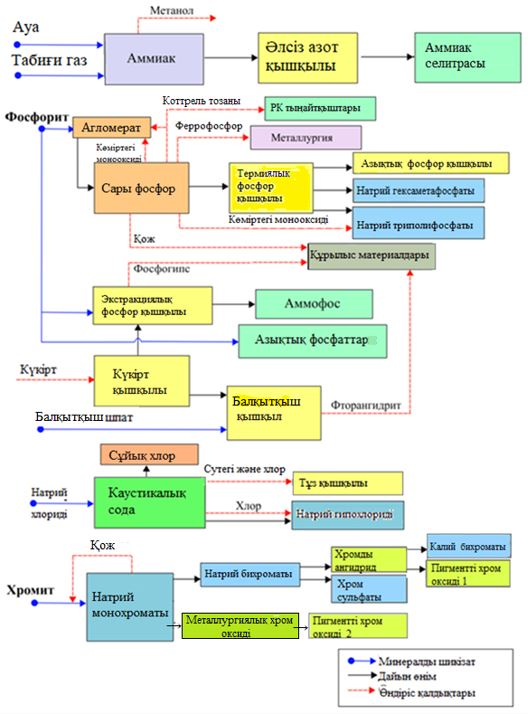 Метанол
Ауа
Табиғи газ
Аммиак
Әлсіз азот
қышқылы
Аммиак
селитрасы
Коттрель тозаны
РК тыңайтқыштары
Фосфорит
Агломерат
Феррофосфор
Металлургия
Көміртегі
монооксиді
Сары фосфор
Термиялық
фосфор
қышқылы
Азықтық фосфор қышқылы
Натрий гексаметафосфаты
Көміртегі монооксиді
Натрий триполифосфаты
Қож
Құрылыс материалдары
Фосфогипс
Экстракциялық
фосфор қышқылы
Аммофос
Азықтық фосфаттар
Күкірт
Күкірт
қышқылы
Балқытқыш
қышқыл
Балқытқыш шпат
Фторангидрит
Сұйық хлор
Сутегі және хлор
Тұз қышқылы
Натрий
хлориді
Каустикалық
сода
Хлор
Натрий гипохлориді
Қож
Хромит
Натрий
монохроматы
Натрий бихроматы
Хромды
ангидрид
Калий бихроматы
Пигментті хром
оксиді 1
Хром
сульфаты
Металлургиялық хром
оксиді
Пигментті хром
оксиді 2
Минералды шикізат
Дайын өнім
Өндіріс қалдықтары